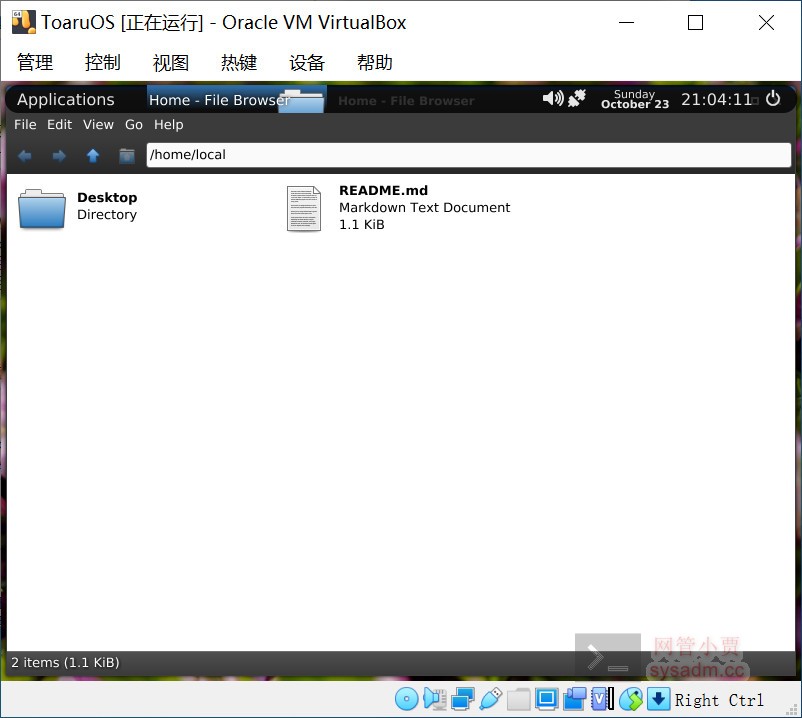 ToaruOS [正在运行] - Oracle VM VirtualBox
管理 控制 视图 热键 设备 帮助
Applications Home - File Browser Home - File Browser Sunday October 23 21:04:11
File Edit View Go Help
/home/local
Desktop
Directory
README.md
Markdown Text Document
1.1 KiB
2 items (1.1 KiB)
网管小贾
sysadm.cc
Right Ctrl